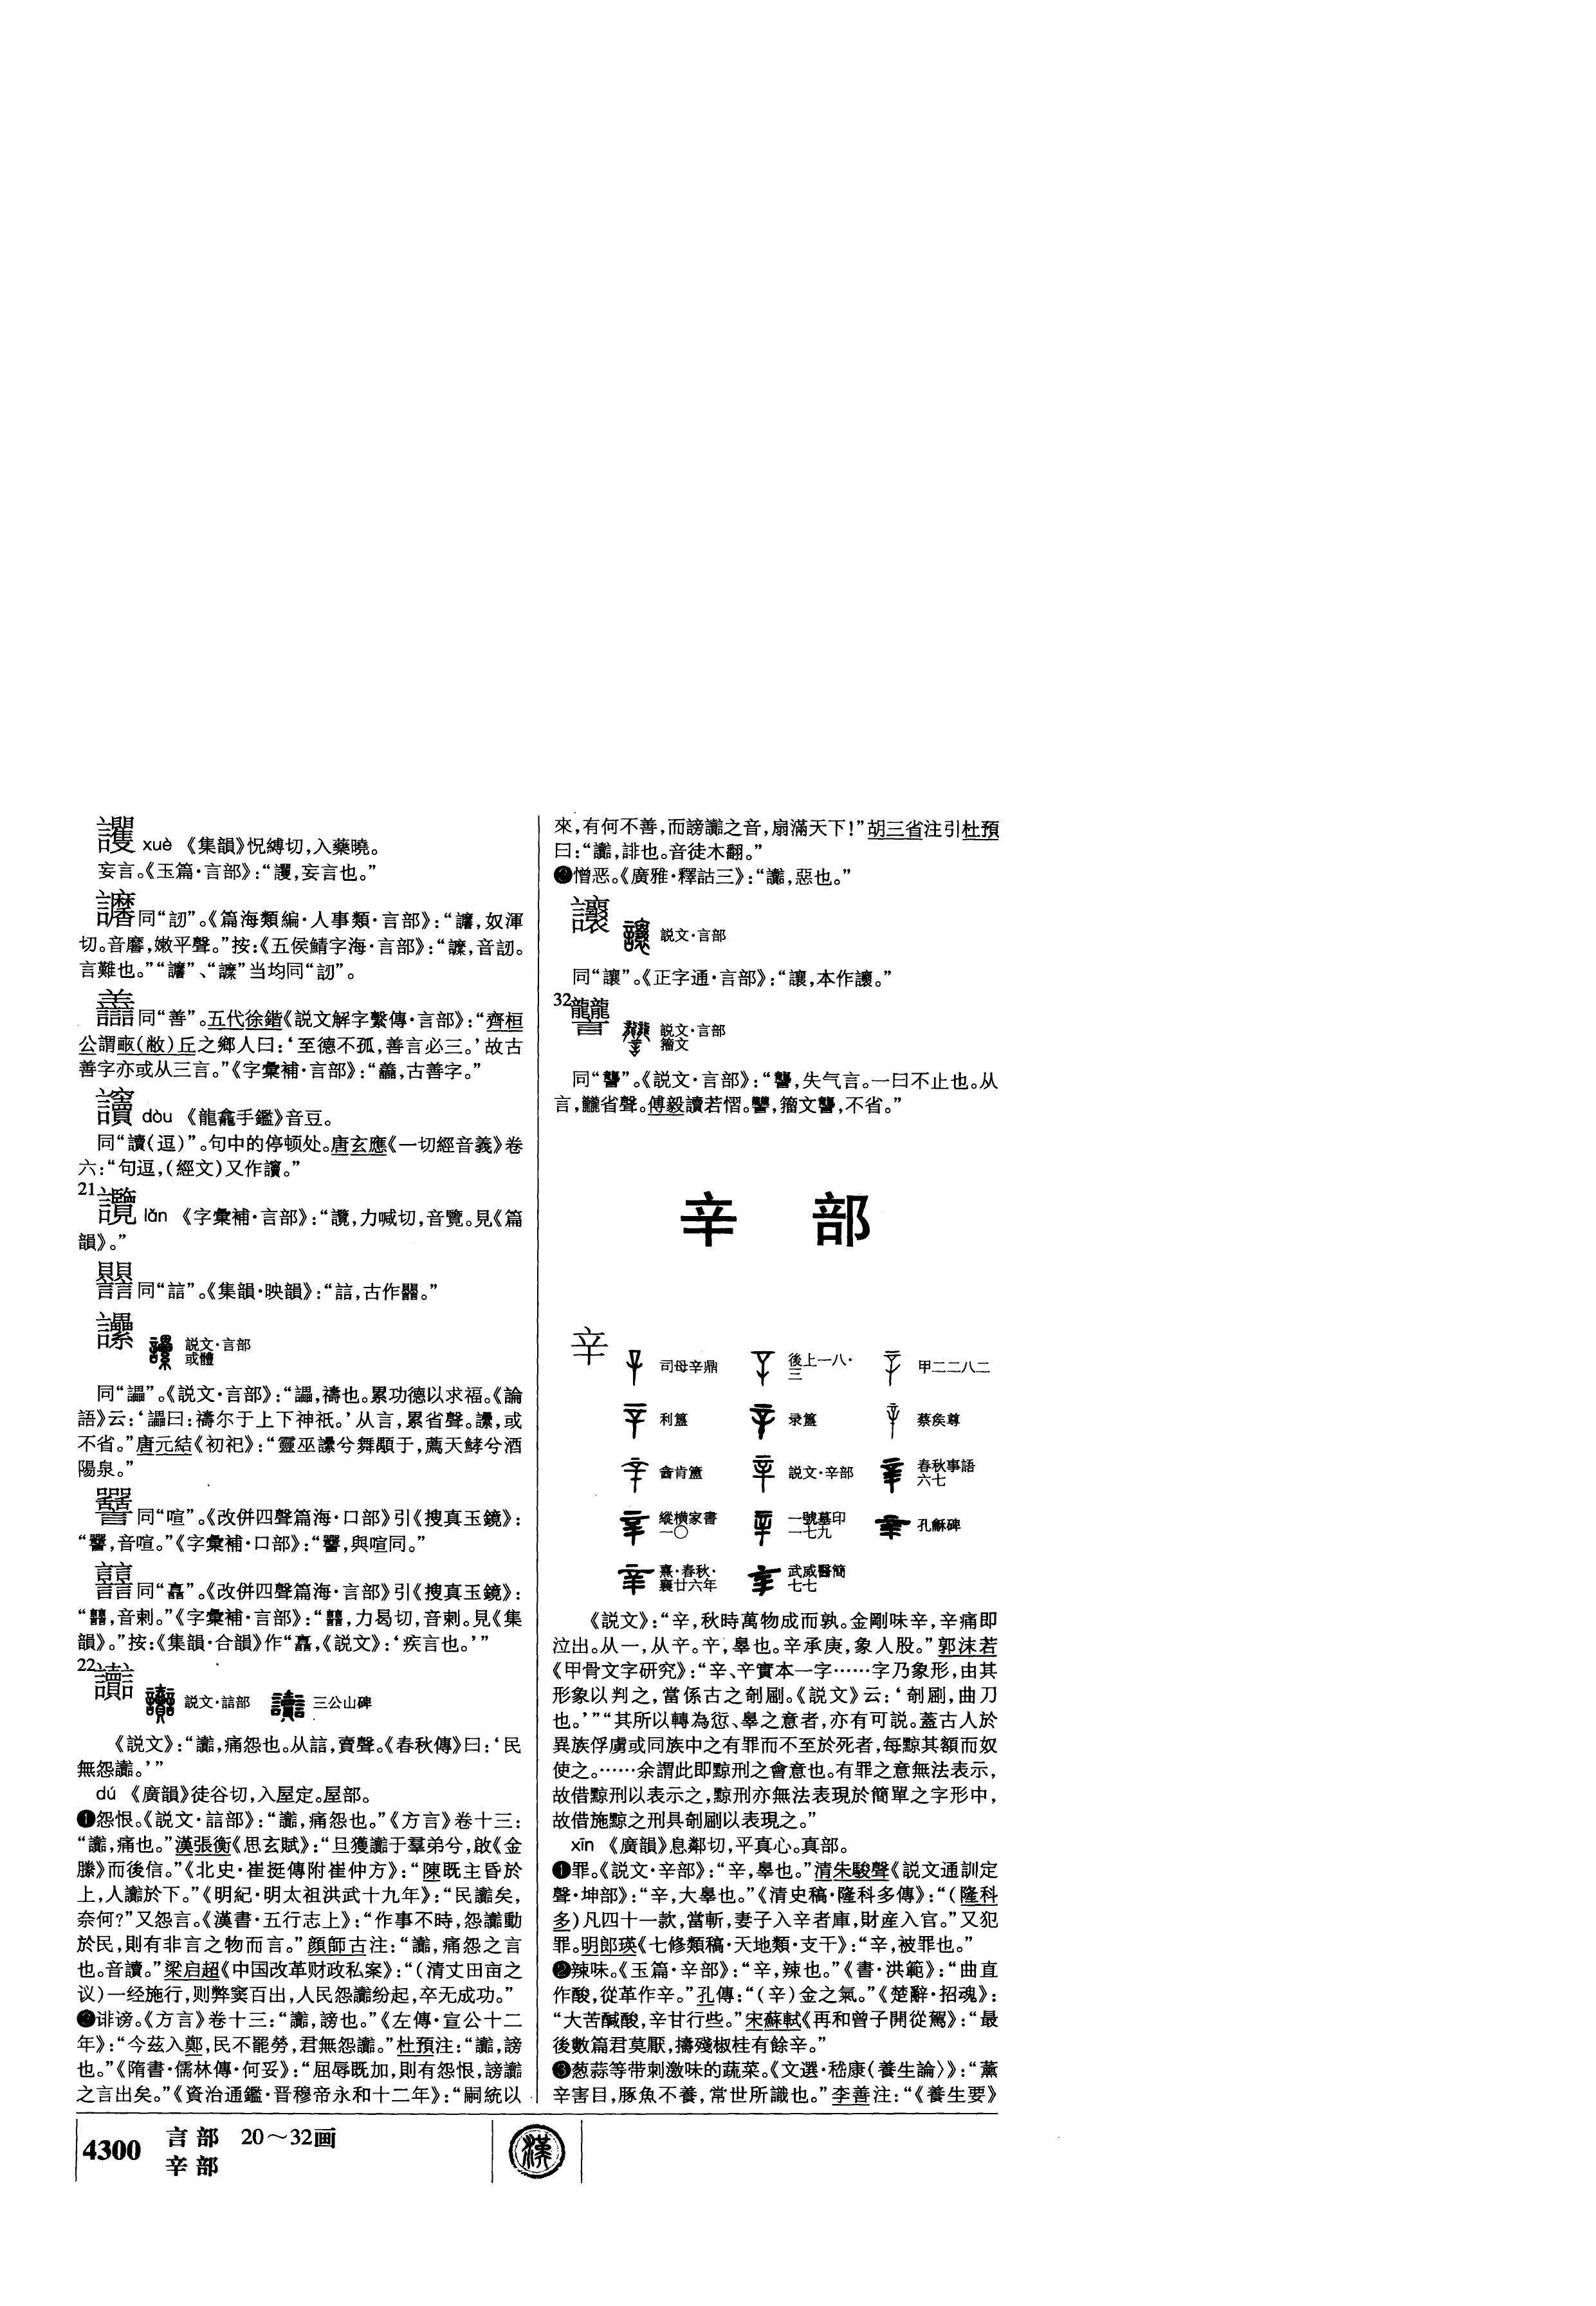 xuè 《集韻》怳縛切，入藥曉。
妄言。《玉篇·言部》：“䜣，妄言也。”
同“訒”。《篇海類編·人事類·言部》：“，奴渾
切。音黁，嫩平聲。”按：《五侯鯖字海·言部》：“，音訒。
言難也。”“”、“”当均同“訒”。
譱同“善”。五代徐鍇《説文解字繫傳·言部》：“齊桓
公謂（敝）丘之鄉人曰：‘至德不孤，善言必三。’故古
善字亦或从三言。”《字彙補·言部》：“，古善字。”
dòu 《龍龕手鑑》音豆。
同“讀（逗）”。句中的停顿处。唐玄應《一切經音義》卷
六：“句逗，（經文）又作。”
21
lǎn 《字彙補·言部》：“，力喊切，音覽。見《篇
韻》。”
同“誩”。《集韻·映韻》：“誩，古作。”
説文·言部
或體
同“讄”。《説文·言部》：“讄，禱也。累功德以求福。《論
語》云：‘讄曰：禱尔于上下神祇。’从言，纍省聲。，或
不省。”唐元結《初祀》：“靈巫兮舞顒于，薦天兮酒
陽泉。”
同“喧”。《改併四聲篇海·口部》引《搜真玉鏡》：
“，音喧。”《字彙補·口部》：“，與喧同。”
同“譶”。《改併四聲篇海·言部》引《搜真玉鏡》：
“，音剌。”《字彙補·言部》：“，力曷切，音剌。見《集
韻》。”按：《集韻·合韻》作“譶，《説文》：‘疾言也。’”
22
讟 説文·誩部 三公山碑
《説文》：“讟，痛怨也。从誩，賣聲。《春秋傳》曰：‘民
無怨讟。’”
dú 《廣韻》徒谷切，入屋定。屋部。
❶怨恨。《説文·誩部》：“讟，痛怨也。”《方言》卷十三：
“讟，痛也。”漢張衡《思玄賦》：“旦獲讟于羣弟兮，啟《金
縢》而後信。”《北史·崔挺傳附崔仲方》：“陳既主昏於
上，人讟於下。”《明紀·明太祖洪武十九年》：“民讟矣，
奈何？”又怨言。《漢書·五行志上》：“作事不時，怨讟動
於民，則有非言之物而言。”顔師古注：“讟，痛怨之言
也。音讀。”梁启超《中国改革财政私案》：“（清丈田亩之
议）一经施行，则弊窦百出，人民怨讟纷起，卒无成功。”
❷诽谤。《方言》卷十三：“讟，謗也。”《左傳·宣公十二
年》：“今茲入鄭，民不罷勞，君無怨讟。”杜預注：“讟，謗
也。”《隋書·儒林傳·何妥》：“屈辱既加，則有怨恨，謗讟
之言出矣。”《資治通鑑·晋穆帝永和十二年》：“嗣統以
來，有何不善，而謗讟之音，扇滿天下！”胡三省注引杜預
曰：“讟，誹也。音徒木翻。”
❸憎恶。《廣雅·釋詁三》：“讟，惡也。”
説文·言部
同“讓”。《正字通·言部》：“讓，本作。”
32
説文·言部
籀文
同“讋”。《説文·言部》：“讋，失气言。一曰不止也。从
言，龖省聲。傅毅讀若慴。，籀文讋，不省。”
辛 部
辛 司母辛鼎 後上一八·三 甲二二八二
利簋 录簋 蔡矦尊
酓肯簠 説文·辛部 春秋事語六七
縱横家書一〇 一號墓印一七九 孔龢碑
熹·春秋·襄廿六年 武威醫簡七七
《説文》：“辛，秋時萬物成而孰。金剛味辛，辛痛即
泣出。从一，从䇂。䇂，辠也。辛承庚，象人股。”郭沫若
《甲骨文字研究》：“辛、䇂實本一字……字乃象形，由其
形象以判之，當係古之剞劂。《説文》云：‘剞劂，曲刀
也。’”“其所以轉為愆、辠之意者，亦有可説。蓋古人於
異族俘虜或同族中之有罪而不至於死者，每黥其額而奴
使之。……余謂此即黥刑之會意也。有罪之意無法表示，
故借黥刑以表示之，黥刑亦無法表現於簡單之字形中，
故借施黥之刑具剞劂以表現之。”
xīn 《廣韻》息鄰切，平真心。真部。
❶罪。《説文·辛部》：“辛，辠也。”清朱駿聲《説文通訓定
聲·坤部》：“辛，大辠也。”《清史稿·隆科多傳》：“（隆科
多）凡四十一款，當斬，妻子入辛者庫，財産入官。”又犯
罪。明郎瑛《七修類稿·天地類·支干》：“辛，被罪也。”
❷辣味。《玉篇·辛部》：“辛，辣也。”《書·洪範》：“曲直
作酸，從革作辛。”孔傳：“（辛）金之氣。”《楚辭·招魂》：
“大苦醎酸，辛甘行些。”宋蘇軾《再和曾子開從駕》：“最
後數篇君莫厭，擣殘椒桂有餘辛。”
❸葱蒜等带刺激味的蔬菜。《文選·嵇康〈養生論〉》：“薰
辛害目，豚魚不養，常世所識也。”李善注：“《養生要》
4300 言部 20～32画
辛部
漢